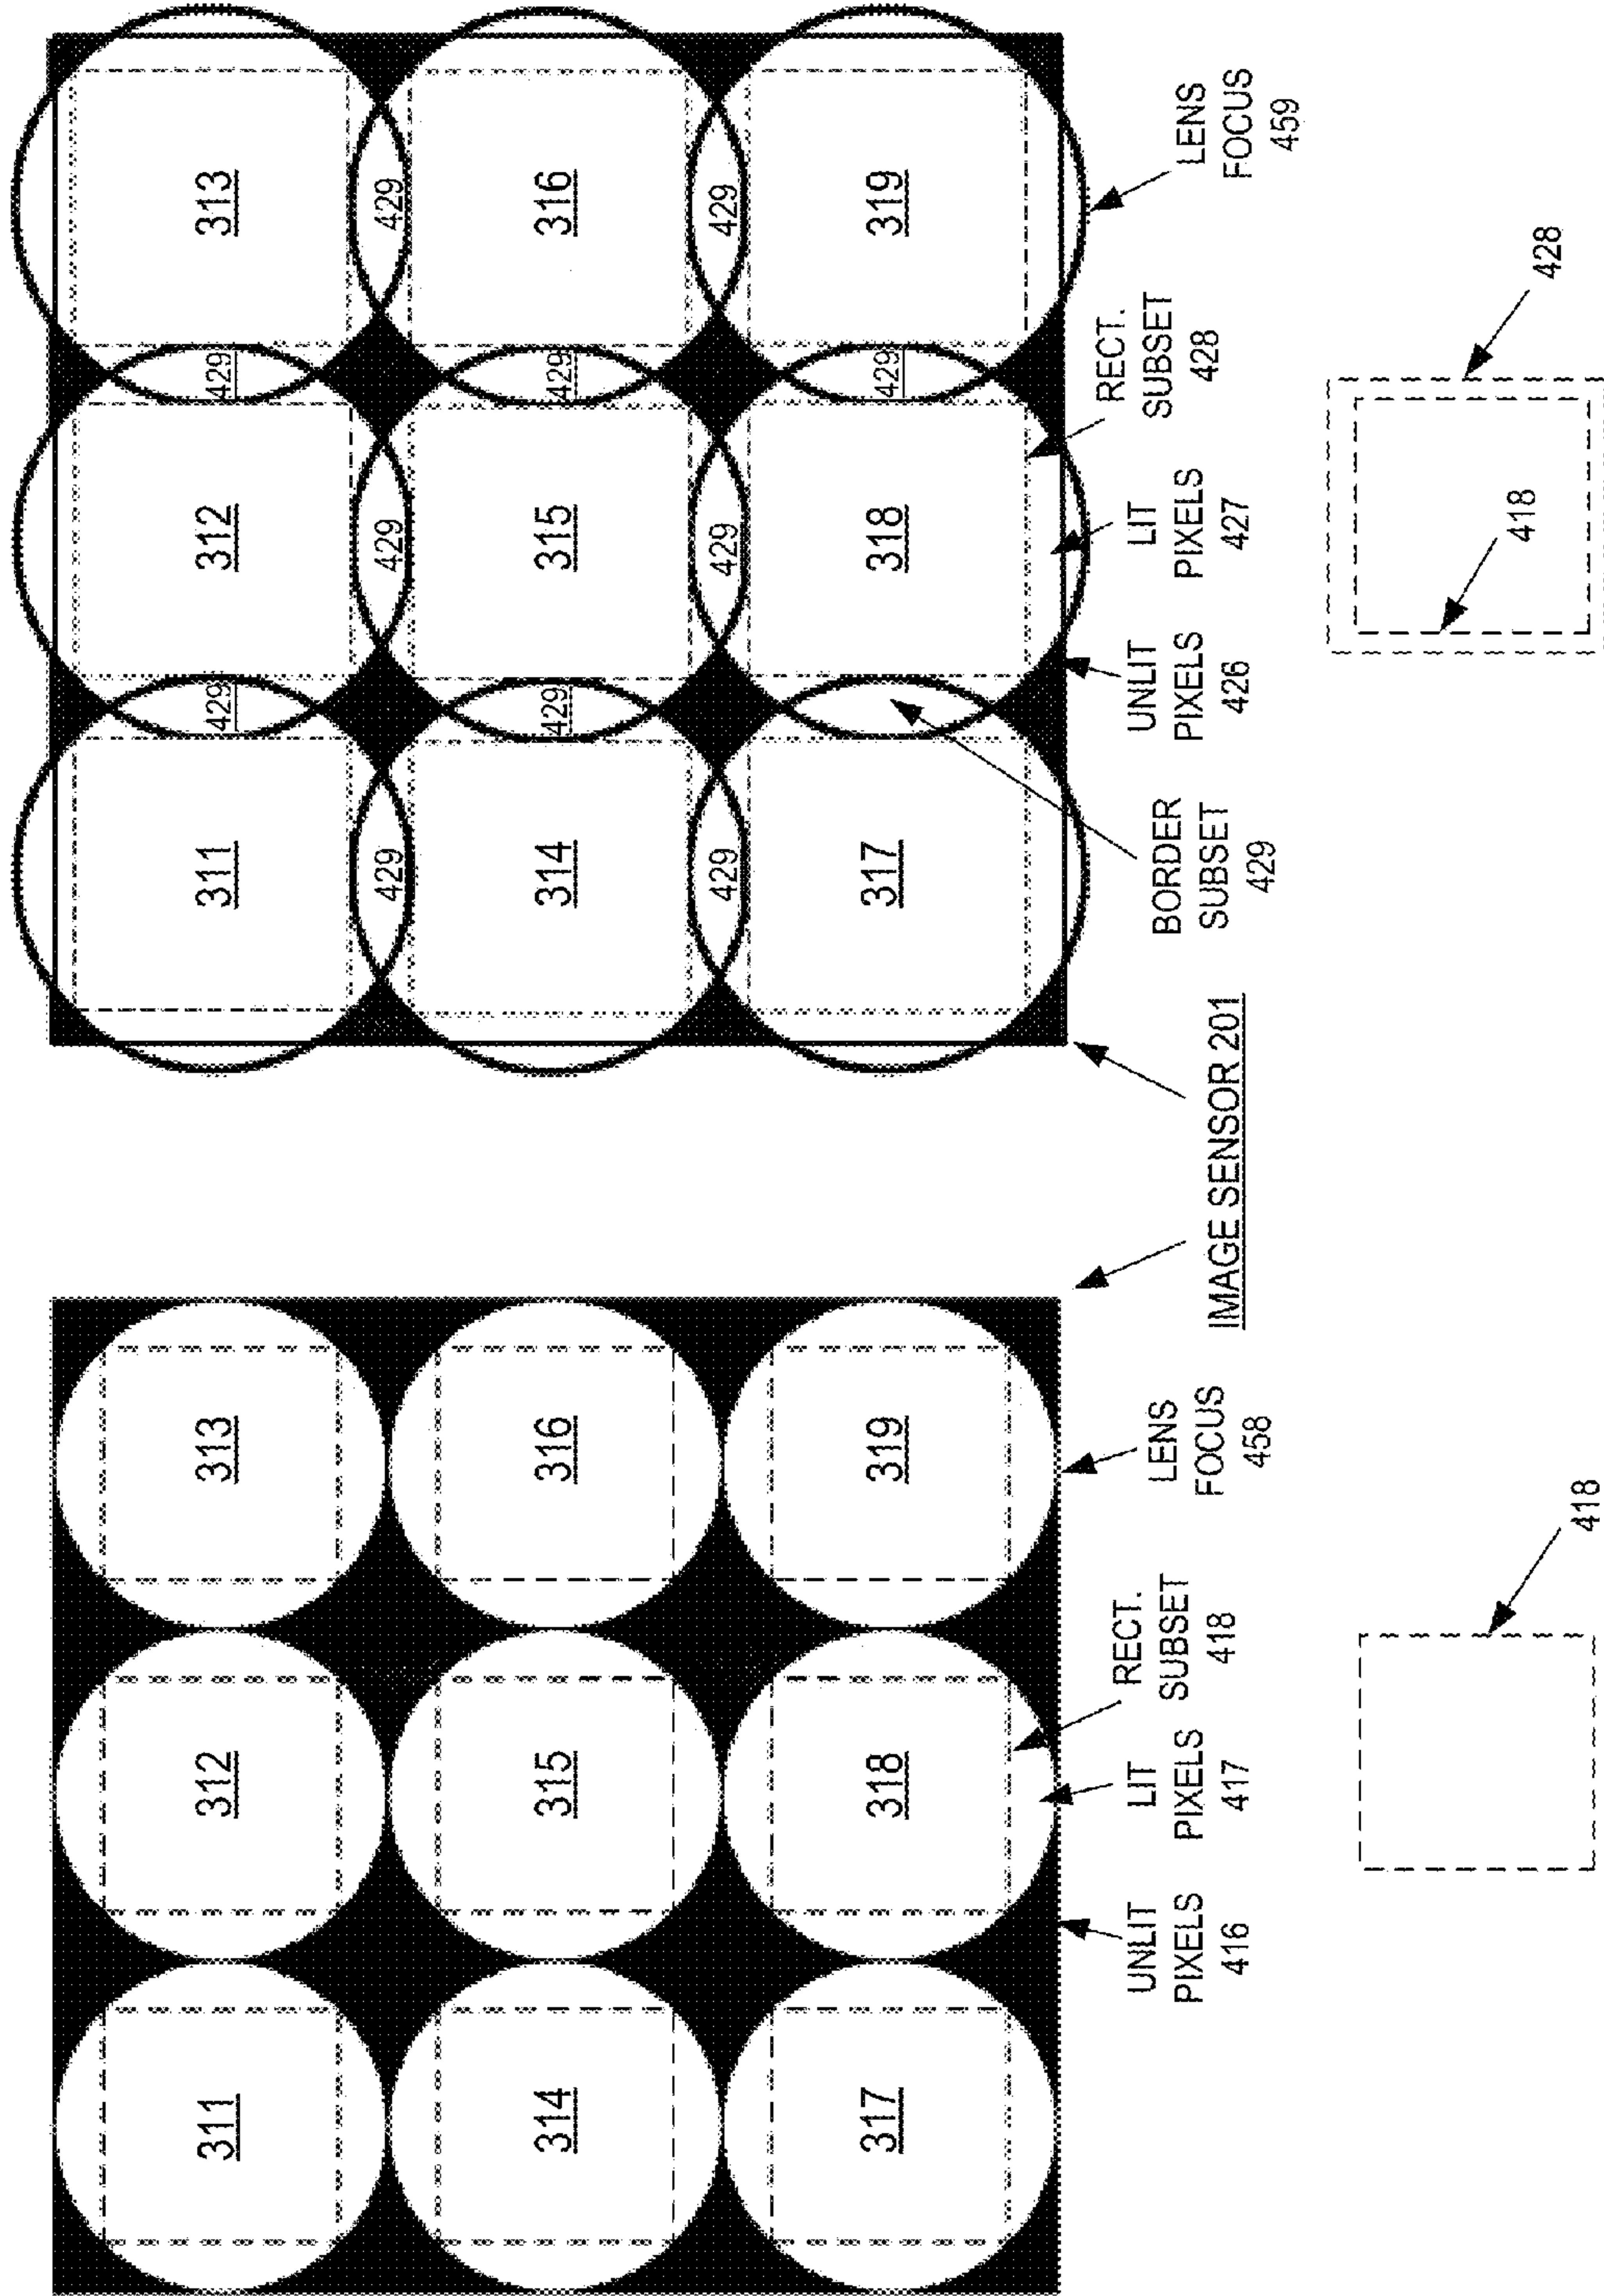 311 312 313
314 315 316
317 318 319
UNLIT
PIXELS
416
LIT
PIXELS
417
RECT.
SUBSET
418
LENS
FOCUS
458
418
IMAGE SENSOR 201
311 429 312 429 313
429 429 429
314 429 315 429 316
429 429 429
317 318 429 319
BORDER
SUBSET
429
UNLIT
PIXELS
426
LIT
PIXELS
427
RECT.
SUBSET
428
LENS
FOCUS
459
418
428